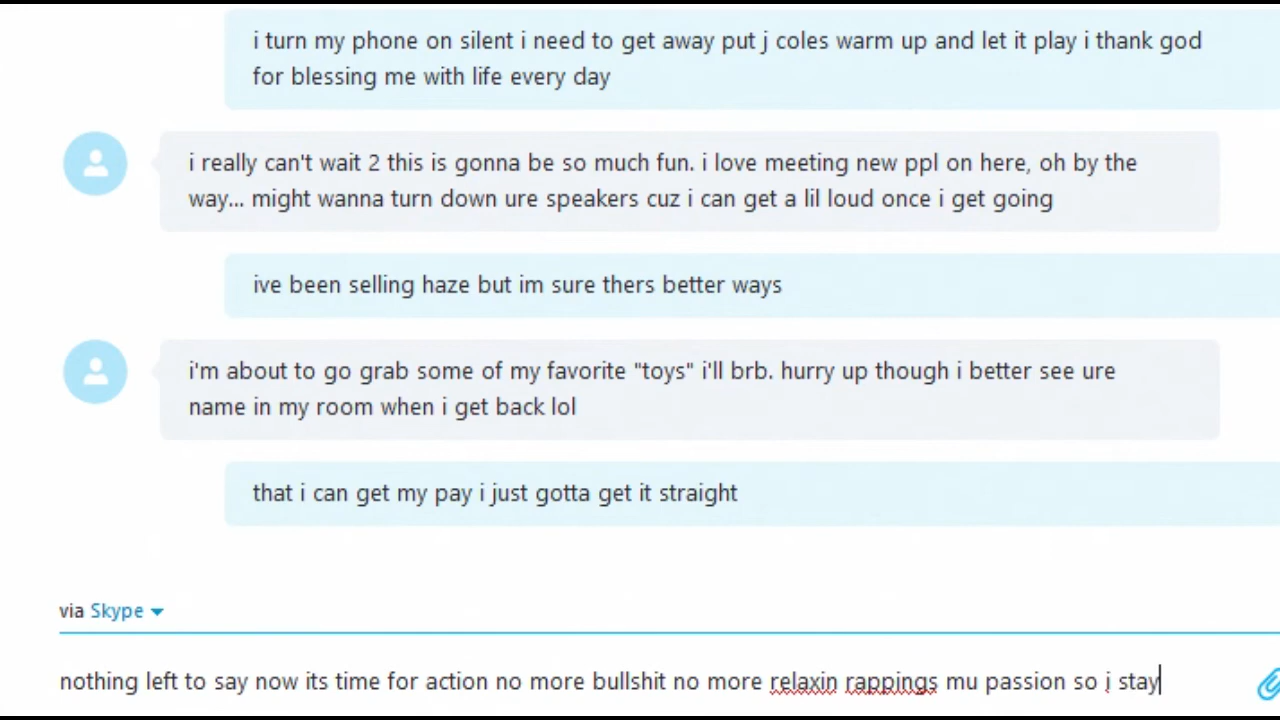 i turn my phone on silent i need to get away put j coles warm up and let it play i thank god
for blessing me with life every day
i really can't wait 2 this is gonna be so much fun. i love meeting new ppl on here, oh by the
way... might wanna turn down ure speakers cuz i can get a lil loud once i get going
ive been selling haze but im sure thers better ways
i'm about to go grab some of my favorite "toys" i'll brb. hurry up though i better see ure
name in my room when i get back lol
that i can get my pay i just gotta get it straight
via Skype
nothing left to say now its time for action no more bullshit no more relaxin rappings mu passion so i stay